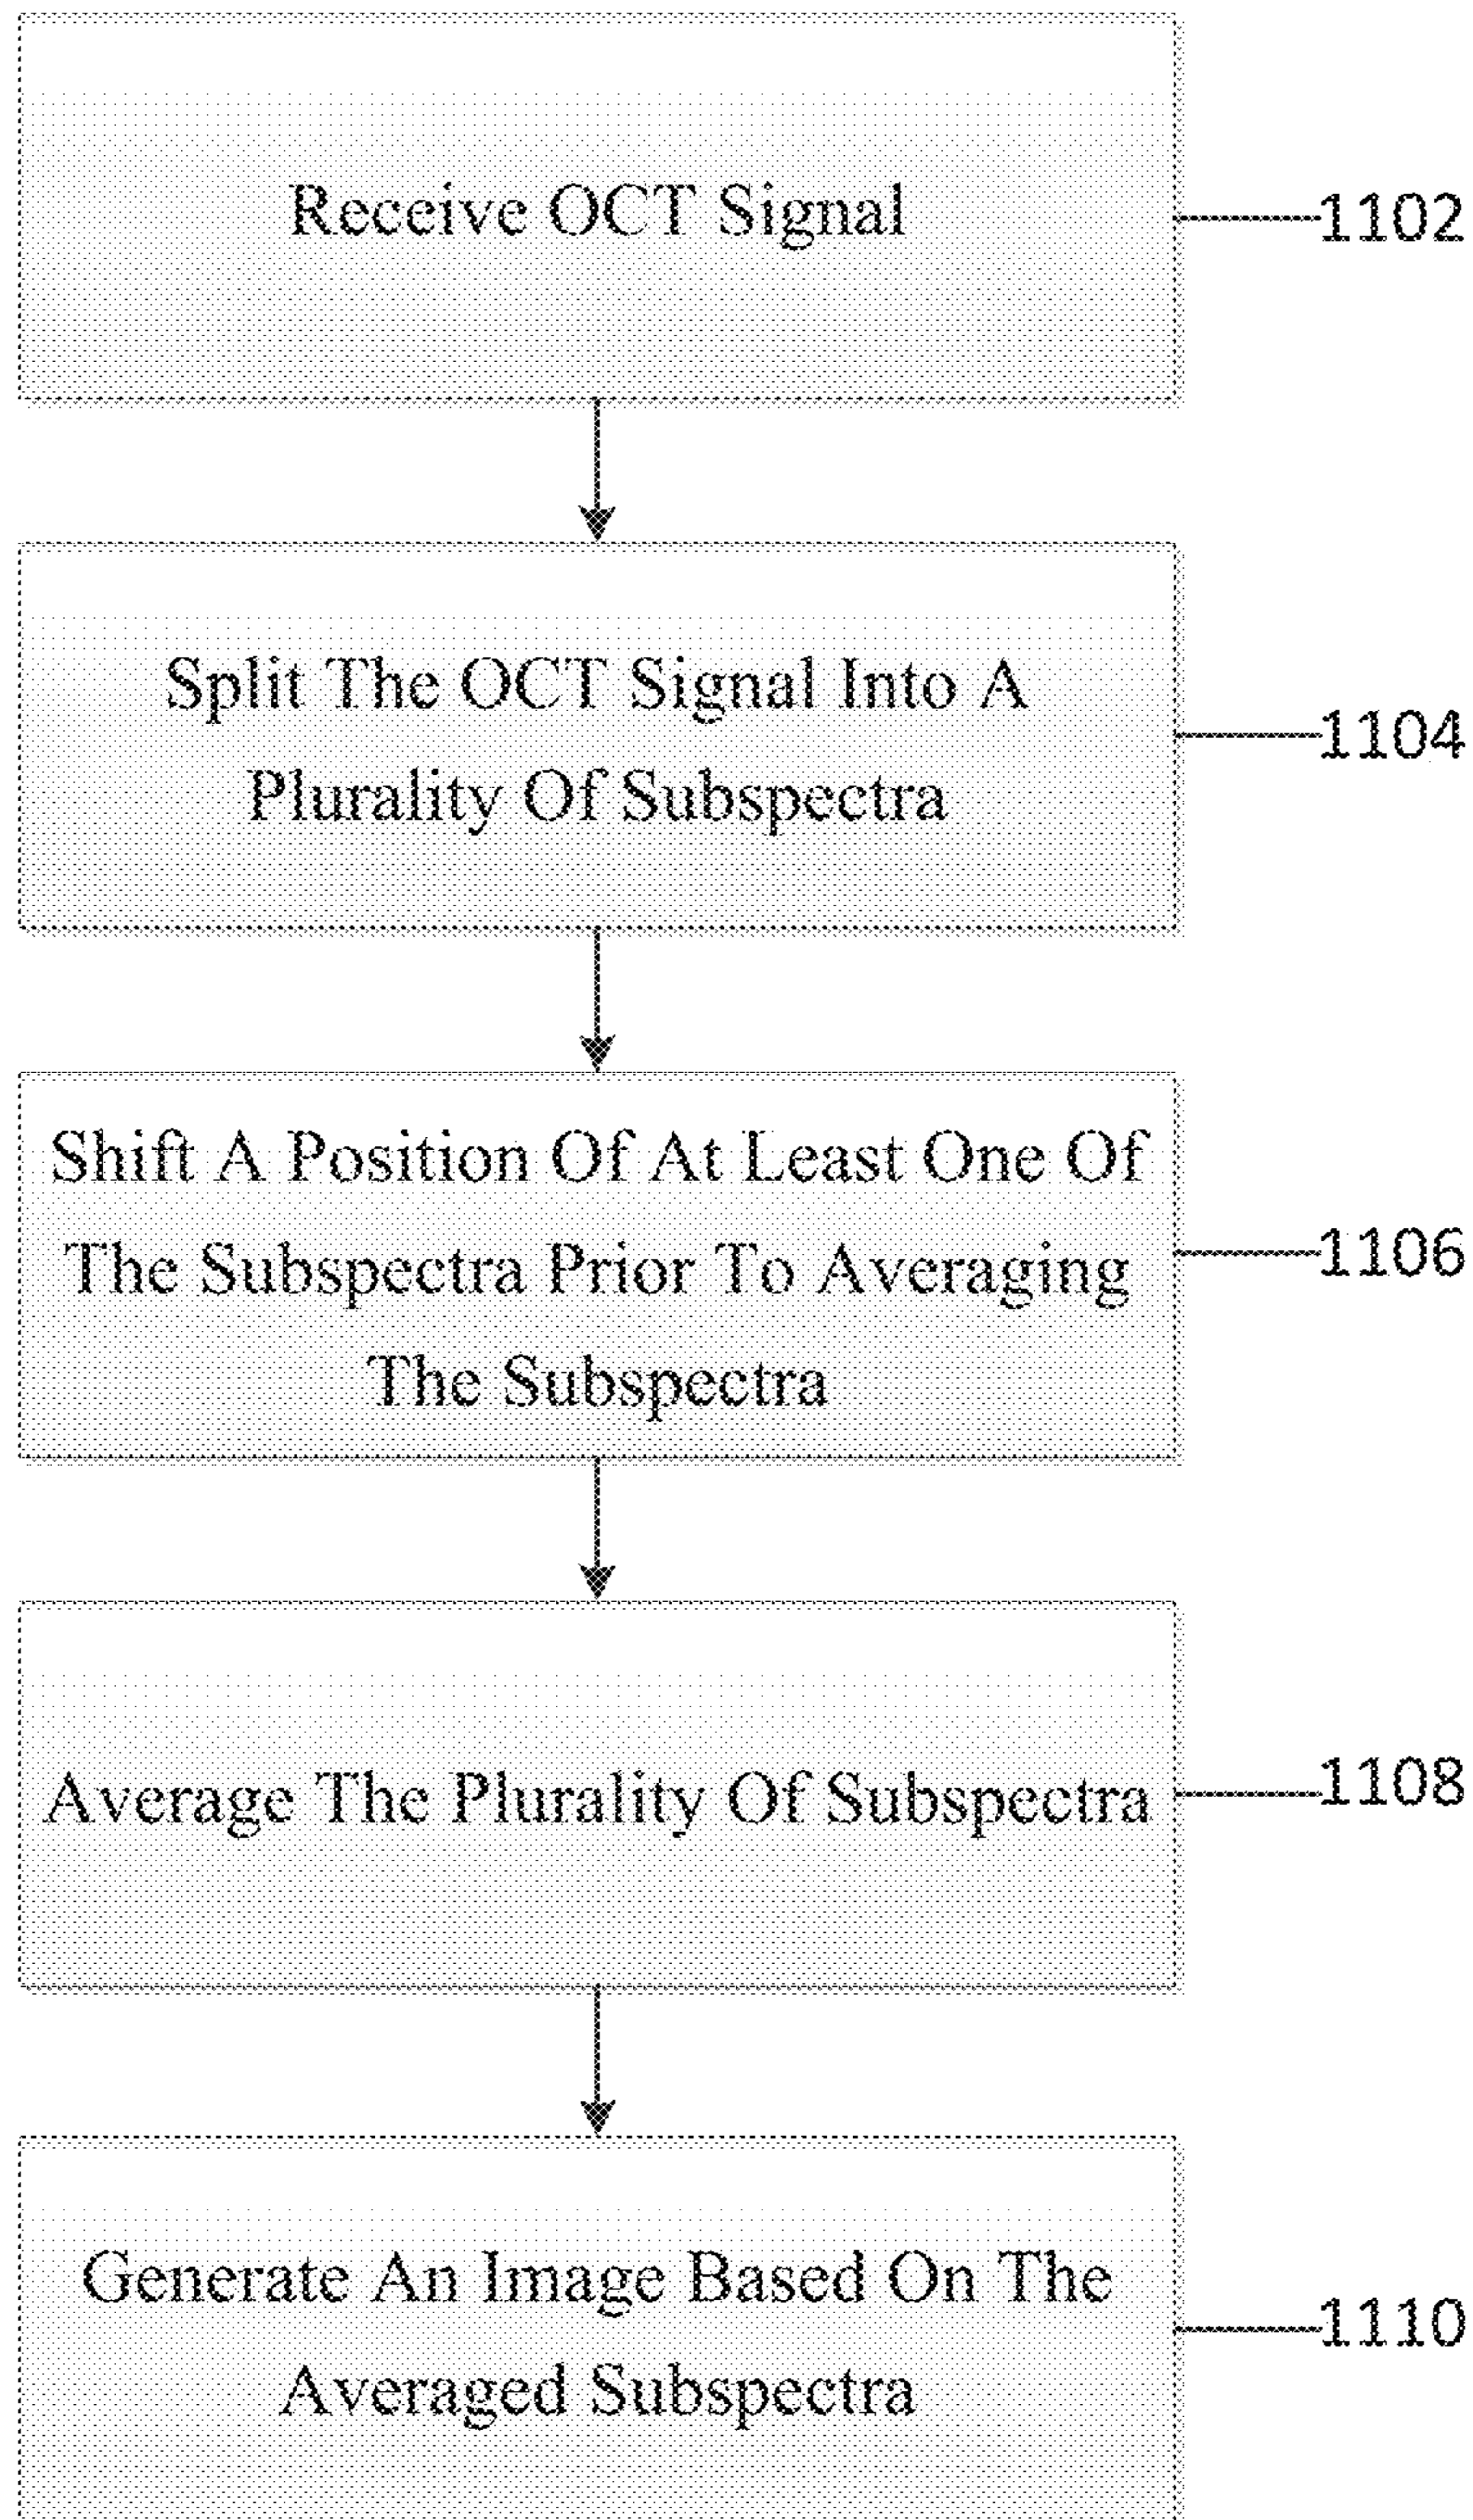 Receive OCT Signal
1102
Split The OCT Signal Into A
Plurality Of Subspectra
1104
Shift A Position Of At Least One Of
The Subspectra Prior To Averaging
The Subspectra
1106
Average The Plurality Of Subspectra
1108
Generate An Image Based On The
Averaged Subspectra
1110